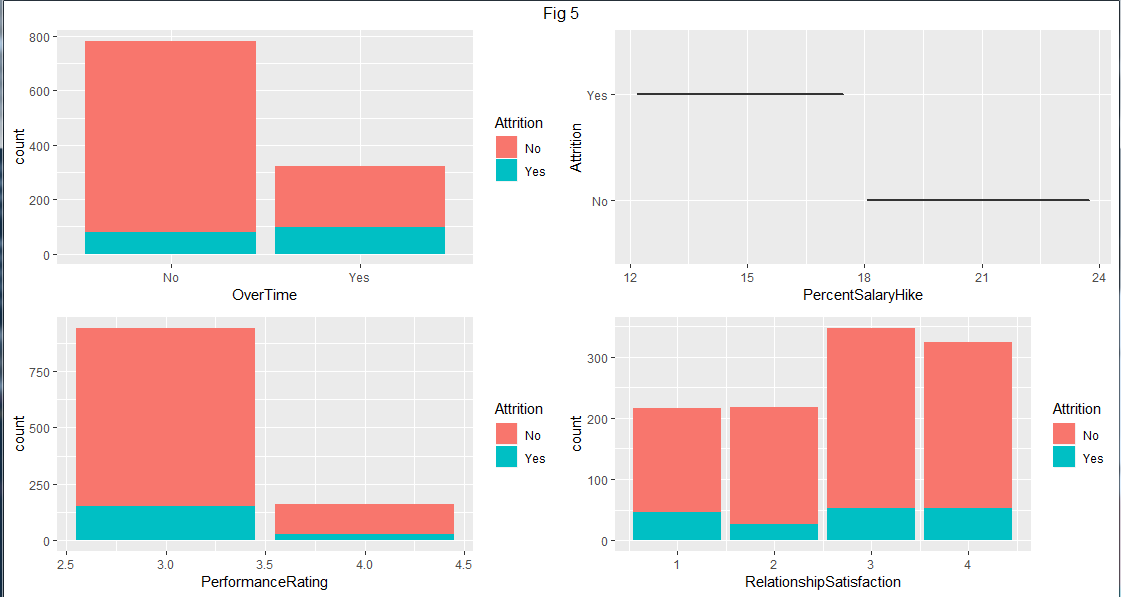 Fig 5
800
600
400
200
0
count
No
Yes
OverTime
Attrition
No
Yes
Yes
No
Attrition
12
15
18
21
24
PercentSalaryHike
750
500
250
0
count
2.5
3.0
3.5
4.0
4.5
PerformanceRating
Attrition
No
Yes
300
200
100
0
count
1
2
3
4
RelationshipSatisfaction
Attrition
No
Yes